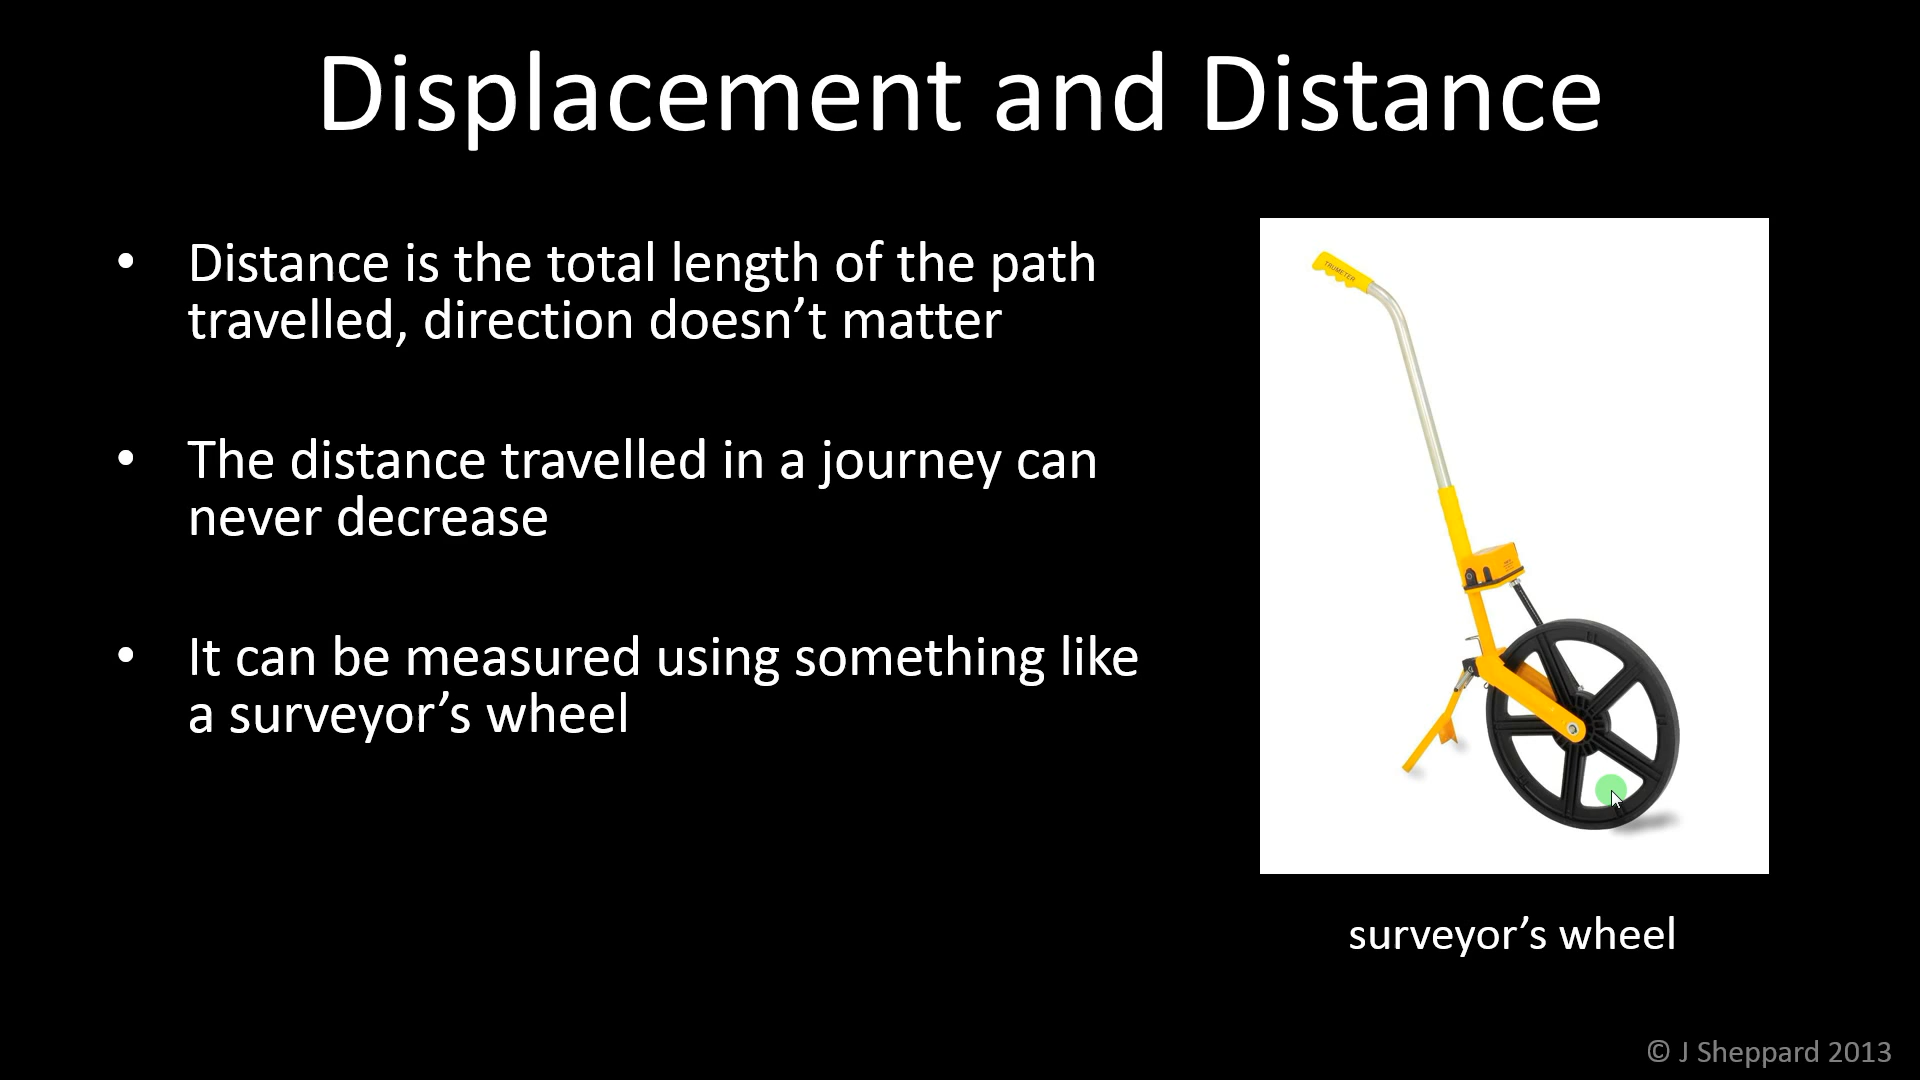 Displacement and Distance
• Distance is the total length of the path
travelled, direction doesn’t matter
• The distance travelled in a journey can
never decrease
• It can be measured using something like
a surveyor’s wheel
TRUMETER
surveyor’s wheel
© J Sheppard 2013